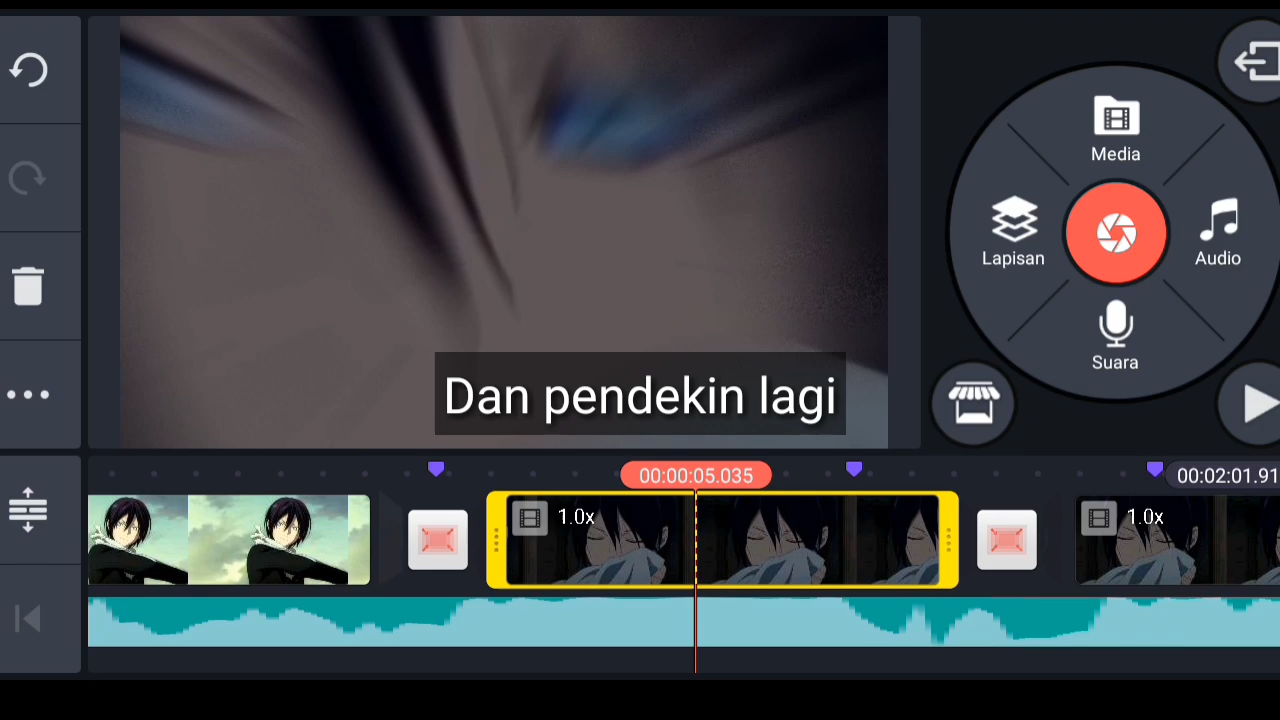 Media
Lapisan
Audio
Suara
Dan pendekin lagi
00:00:05.035
00:02:01.91
1.0x
1.0x